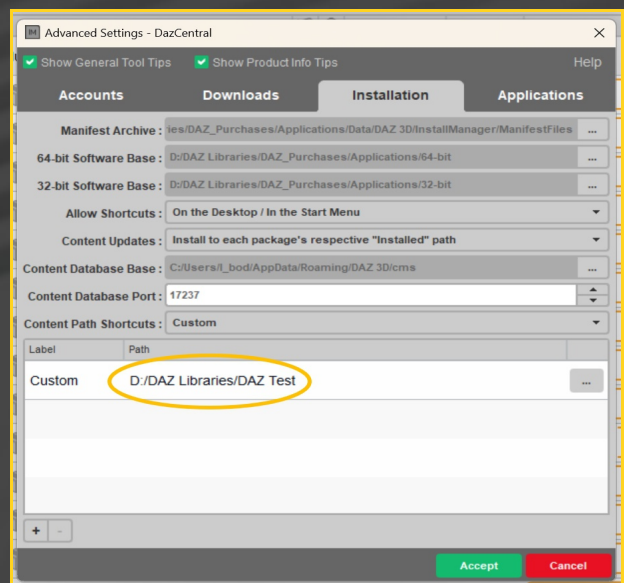 IM Advanced Settings - DazCentral
Show General Tool Tips Show Product Info Tips Help
Accounts Downloads Installation Applications
Manifest Archive : ies/DAZ_Purchases/Applications/Data/DAZ 3D/InstallManager/ManifestFiles ...
64-bit Software Base : D:/DAZ Libraries/DAZ_Purchases/Applications/64-bit ...
32-bit Software Base : D:/DAZ Libraries/DAZ_Purchases/Applications/32-bit ...
Allow Shortcuts : On the Desktop / In the Start Menu
Content Updates : Install to each package's respective "Installed" path
Content Database Base : C:/Users/l_bod/AppData/Roaming/DAZ 3D/cms ...
Content Database Port : 17237
Content Path Shortcuts : Custom
Label Path
Custom D:/DAZ Libraries/DAZ Test ...
+ -
Accept Cancel